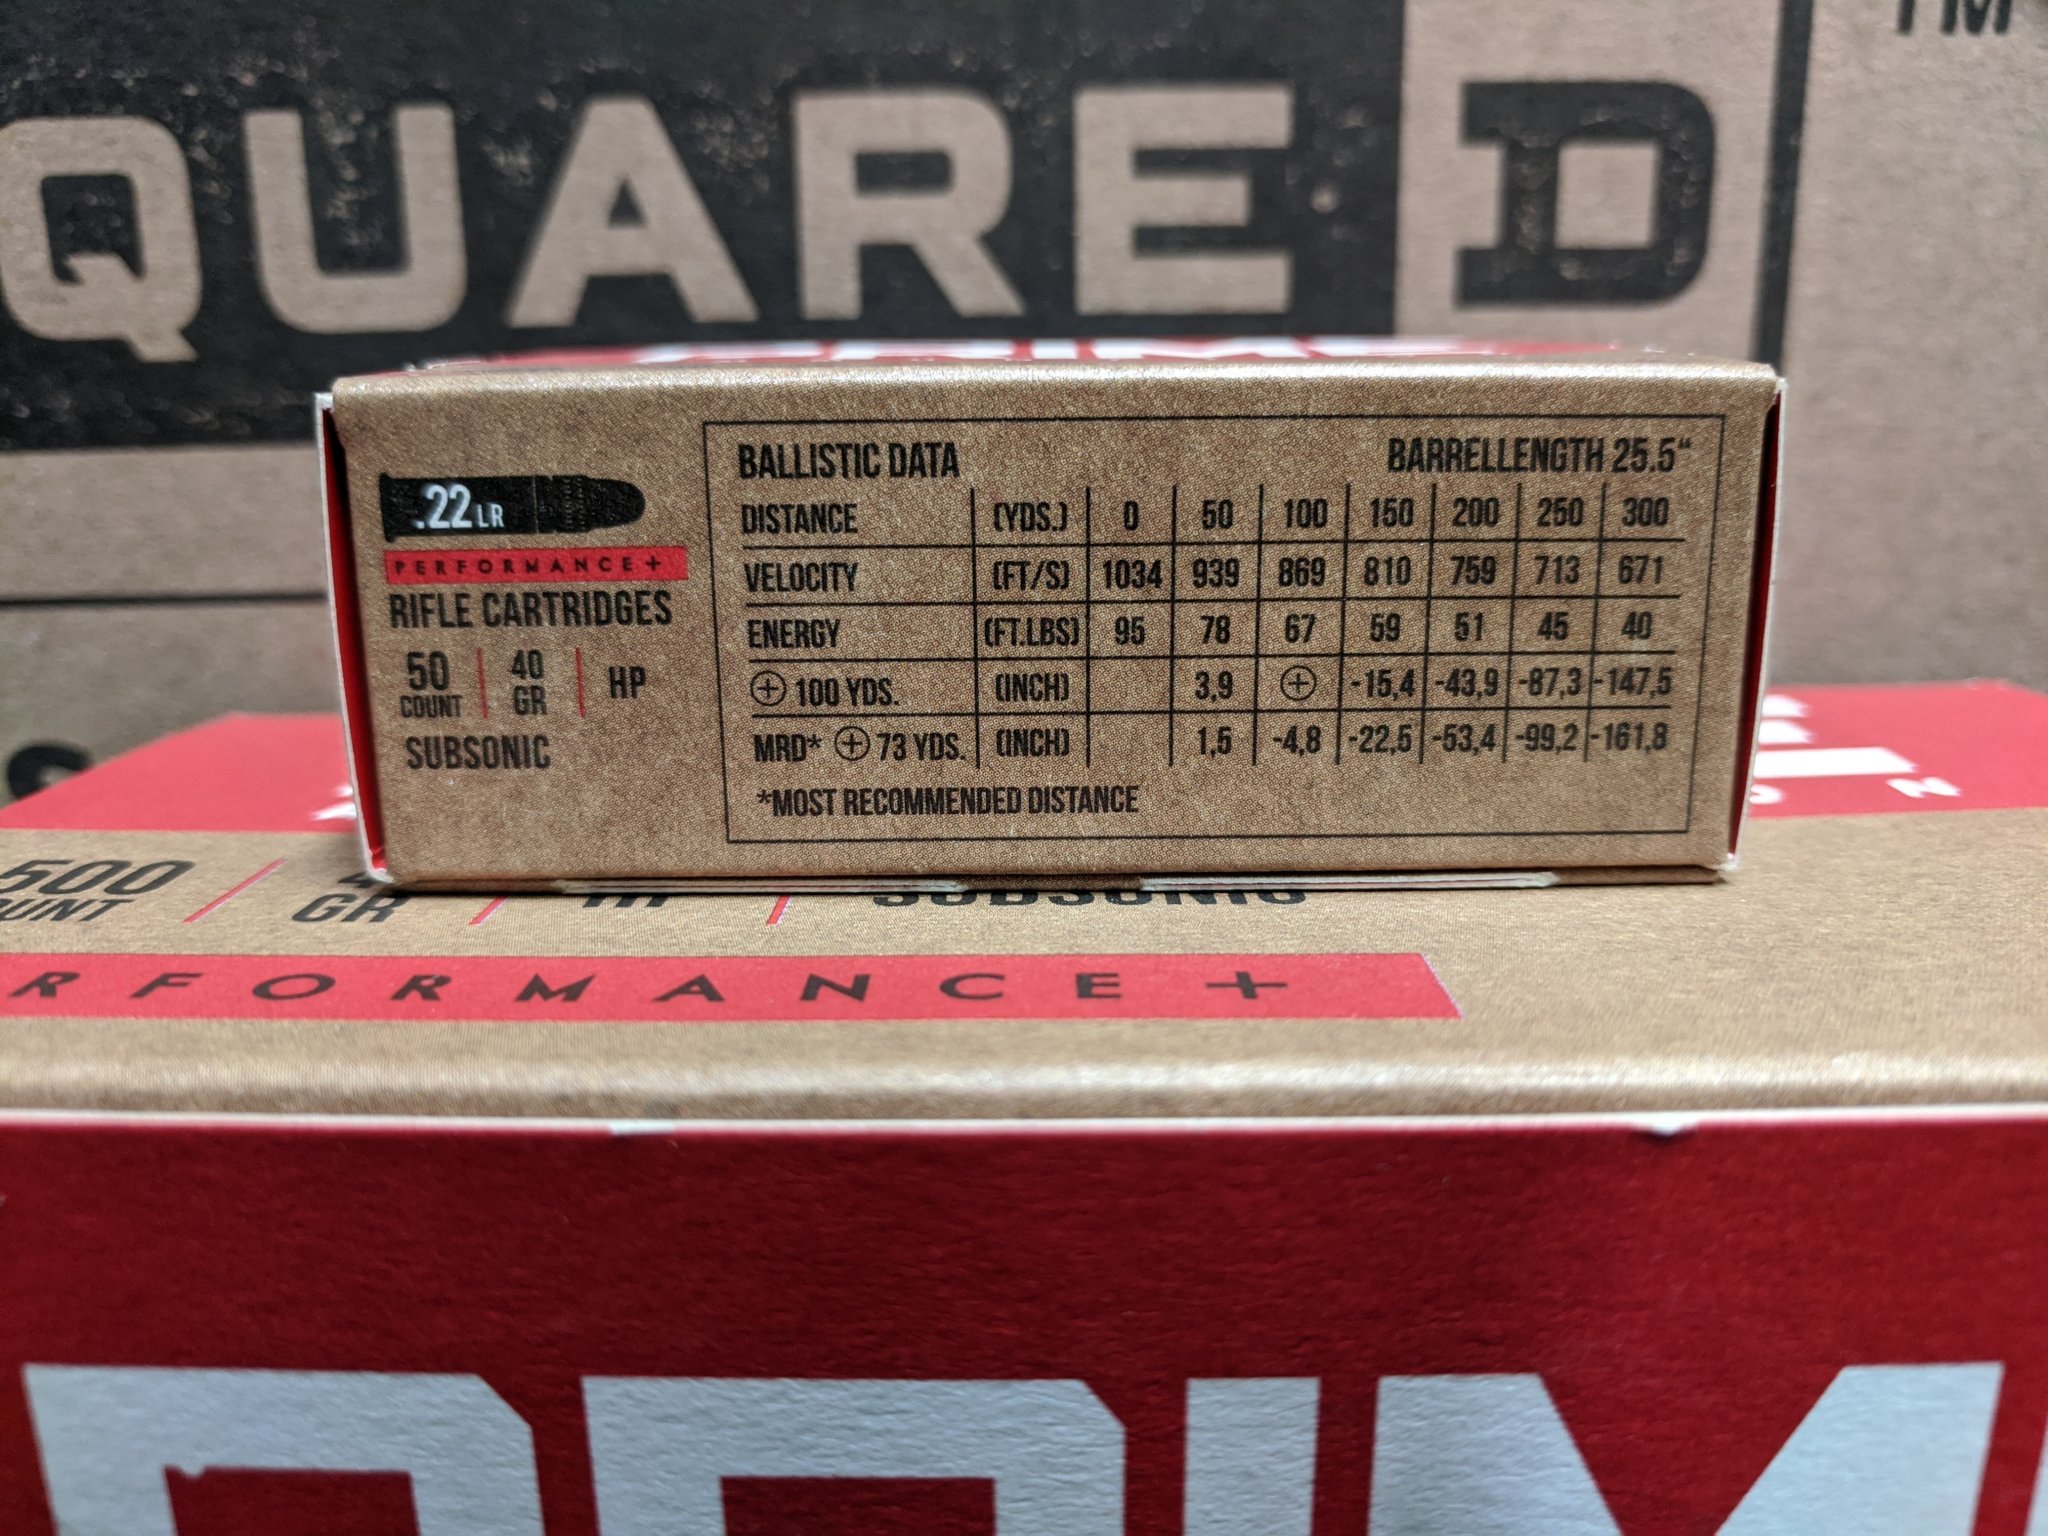 QUARE D
TM
.22 LR
PERFORMANCE+
RIFLE CARTRIDGES
50 COUNT | 40 GR | HP
SUBSONIC
BALLISTIC DATA BARRELLENGTH 25.5“
DISTANCE (YDS.) 0 50 100 150 200 250 300
VELOCITY (FT/S) 1034 939 869 810 759 713 671
ENERGY (FT.LBS) 95 78 67 59 51 45 40
⊕ 100 YDS. (INCH) 3,9 ⊕ -15,4 -43,9 -87,3 -147,5
MRD* ⊕ 73 YDS. (INCH) 1,5 -4,8 -22,5 -53,4 -99,2 -161,8
*MOST RECOMMENDED DISTANCE
500 / GR / / SUBSONIC
OUNT
RFORMANCE+
PRIM